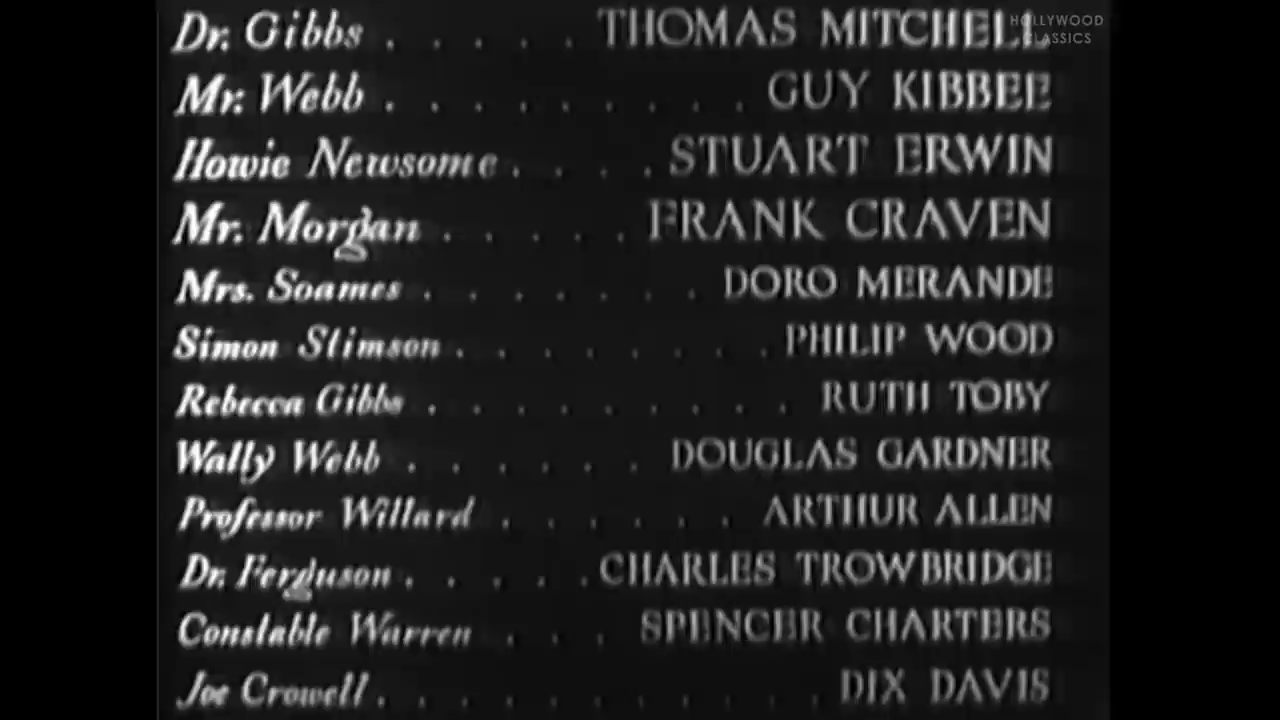 Dr. Gibbs . . . . . THOMAS MITCHELL
HOLLYWOOD
CLASSICS
Mr. Webb . . . . . . . . . GUY KIBBEE
Howie Newsome . . . . STUART ERWIN
Mr. Morgan . . . . . FRANK CRAVEN
Mrs. Soames . . . . . . . DORO MERANDE
Simon Stimson . . . . . . . . PHILIP WOOD
Rebecca Gibbs . . . . . . . . . . RUTH TOBY
Wally Webb . . . . . . DOUGLAS GARDNER
Professor Willard . . . . . . ARTHUR ALLEN
Dr. Ferguson . . . . . CHARLES TROWBRIDGE
Constable Warren . . . SPENCER CHARTERS
Joe Crowell . . . . . . . . . . . DIX DAVIS